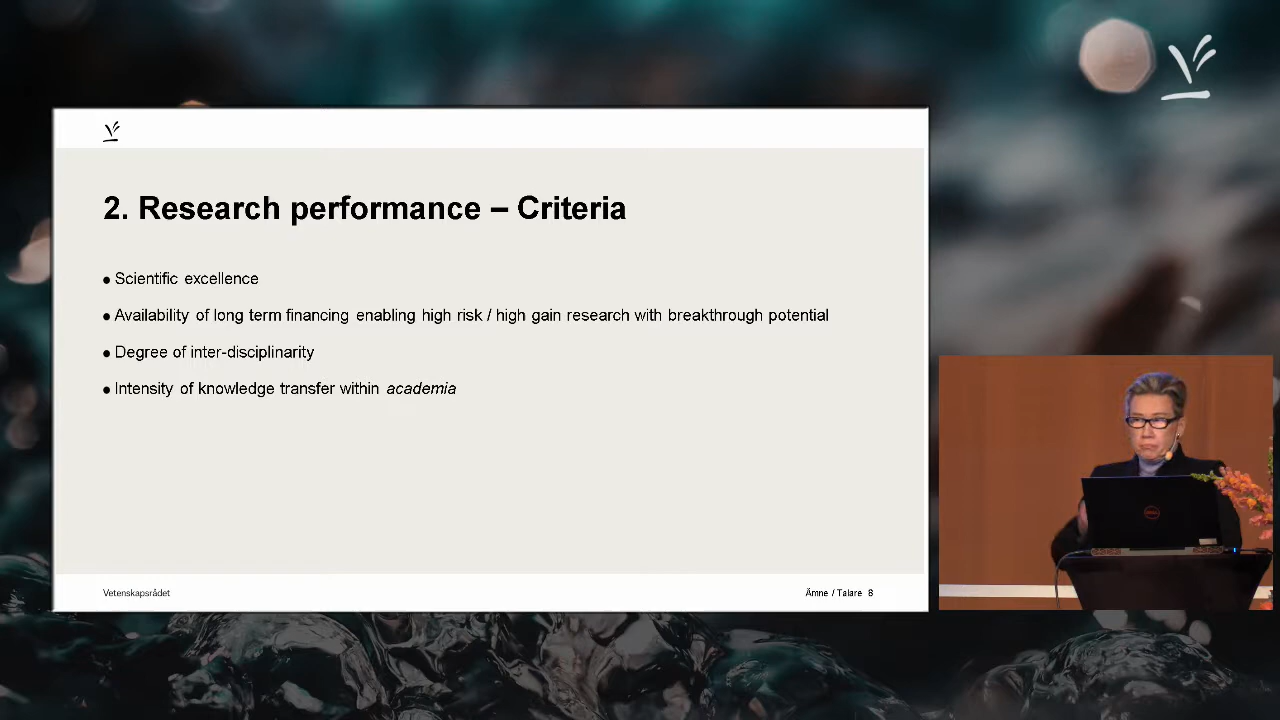 2. Research performance – Criteria
● Scientific excellence
● Availability of long term financing enabling high risk / high gain research with breakthrough potential
● Degree of inter-disciplinarity
● Intensity of knowledge transfer within academia
Vetenskapsrådet
Ämne / Talare 8
DELL